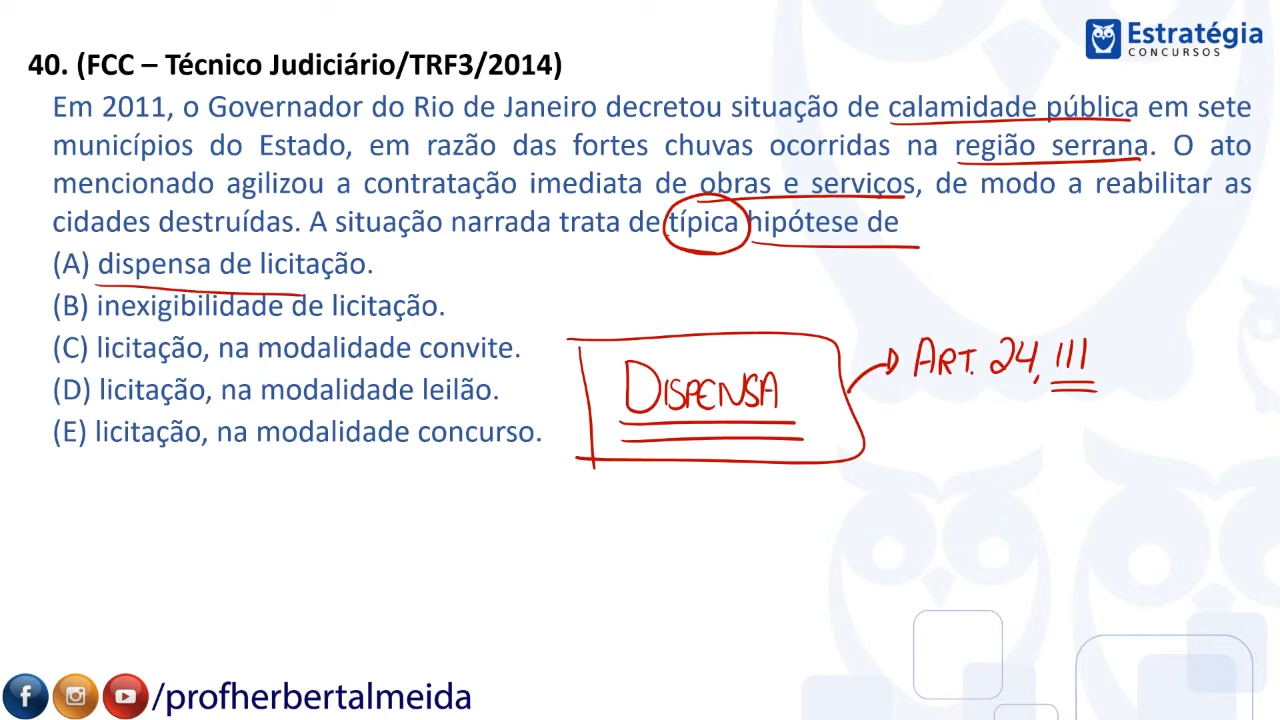 Estratégia
CONCURSOS
40. (FCC – Técnico Judiciário/TRF3/2014)
Em 2011, o Governador do Rio de Janeiro decretou situação de calamidade pública em sete
municípios do Estado, em razão das fortes chuvas ocorridas na região serrana. O ato
mencionado agilizou a contratação imediata de obras e serviços, de modo a reabilitar as
cidades destruídas. A situação narrada trata de típica hipótese de
(A) dispensa de licitação.
(B) inexigibilidade de licitação.
(C) licitação, na modalidade convite.
(D) licitação, na modalidade leilão.
(E) licitação, na modalidade concurso.
DISPENSA
ART. 24, III
/profherbertalmeida